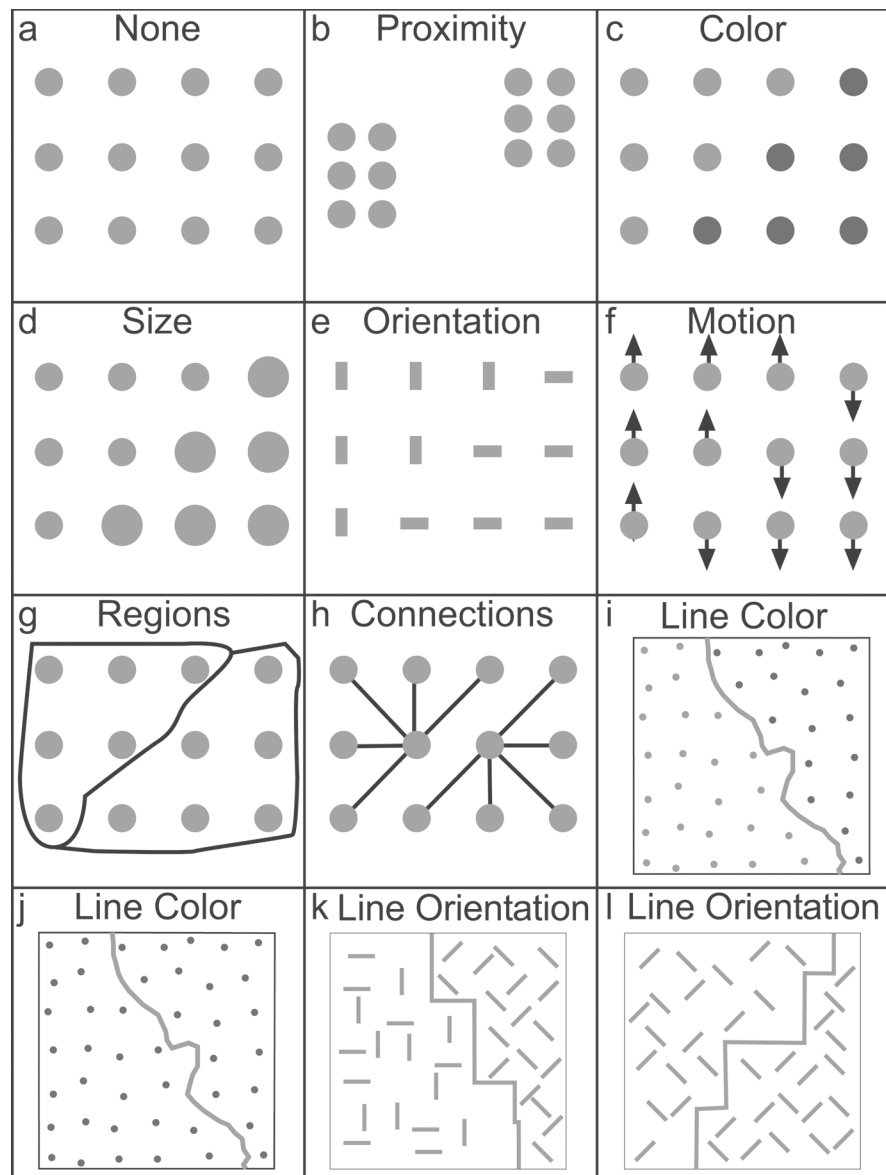 a None
b Proximity
c Color
d Size
e Orientation
f Motion
g Regions
h Connections
i Line Color
j Line Color
k Line Orientation
l Line Orientation